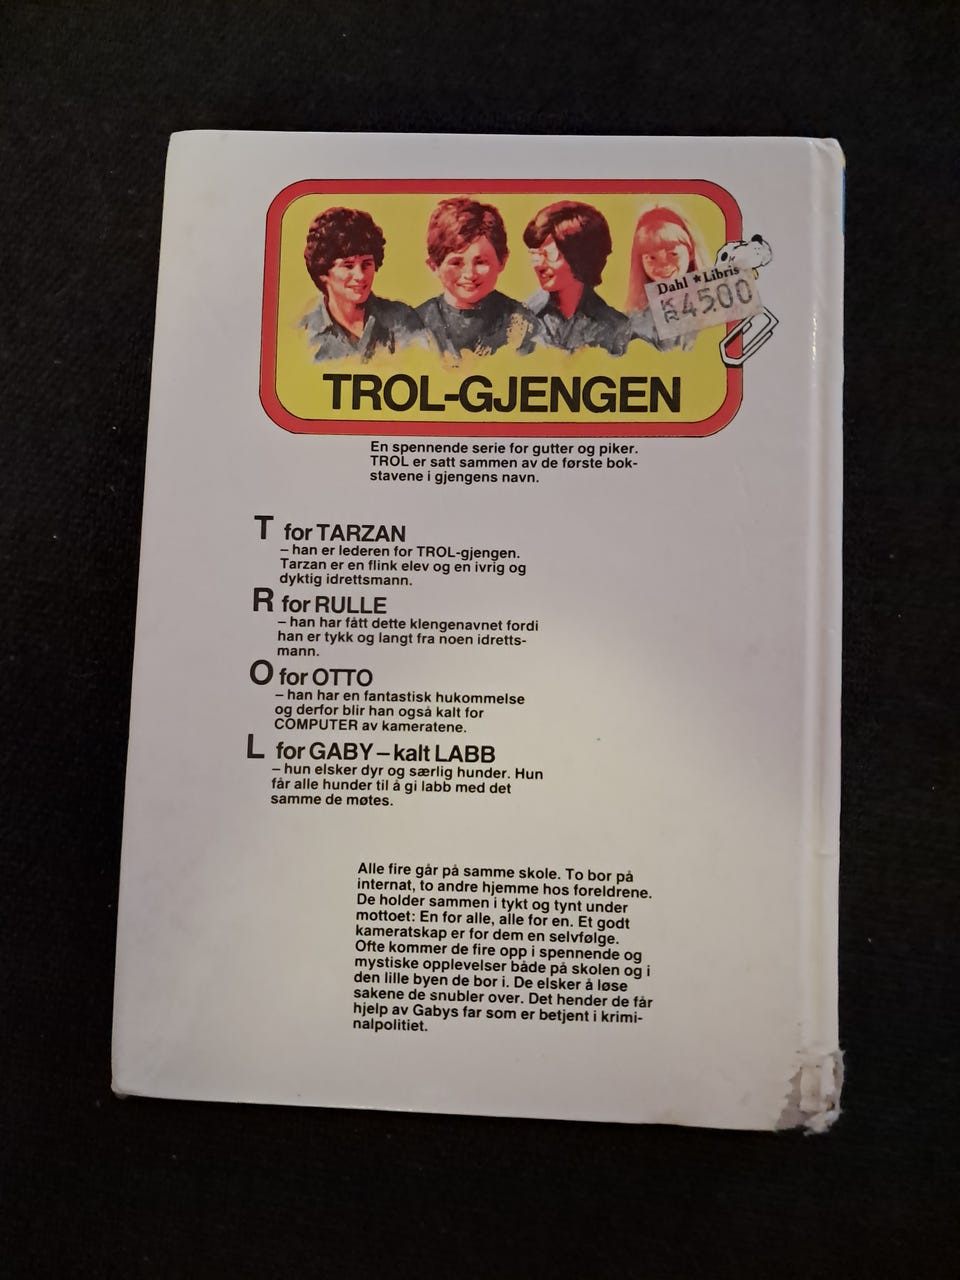 Dahl ★ Libris
KR 45.00
TROL-GJENGEN
En spennende serie for gutter og piker.
TROL er satt sammen av de første bok-
stavene i gjengens navn.
T for TARZAN
– han er lederen for TROL-gjengen.
Tarzan er en flink elev og en ivrig og
dyktig idrettsmann.
R for RULLE
– han har fått dette klengenavnet fordi
han er tykk og langt fra noen idretts-
mann.
O for OTTO
– han har en fantastisk hukommelse
og derfor blir han også kalt for
COMPUTER av kameratene.
L for GABY – kalt LABB
– hun elsker dyr og særlig hunder. Hun
får alle hunder til å gi labb med det
samme de møtes.
Alle fire går på samme skole. To bor på
internat, to andre hjemme hos foreldrene.
De holder sammen i tykt og tynt under
mottoet: En for alle, alle for en. Et godt
kameratskap er for dem en selvfølge.
Ofte kommer de fire opp i spennende og
mystiske opplevelser både på skolen og i
den lille byen de bor i. De elsker å løse
sakene de snubler over. Det hender de får
hjelp av Gabys far som er betjent i krimi-
nalpolitiet.